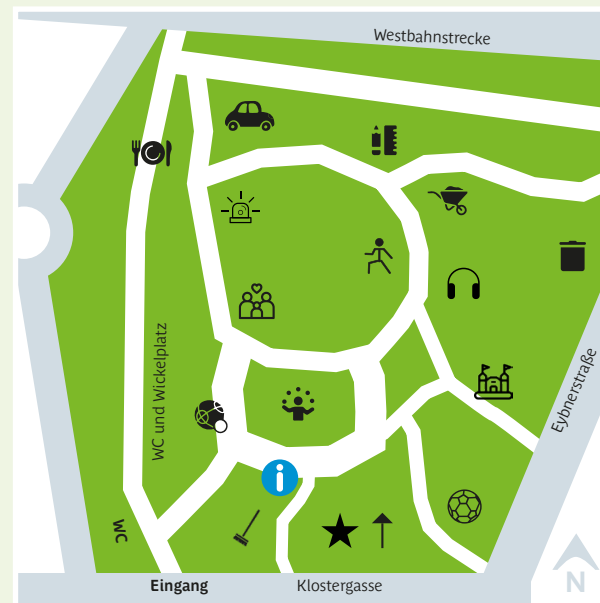 Westbahnstrecke
WC und Wickelplatz
Eybnerstraße
WC
i
Eingang
Klostergasse
N